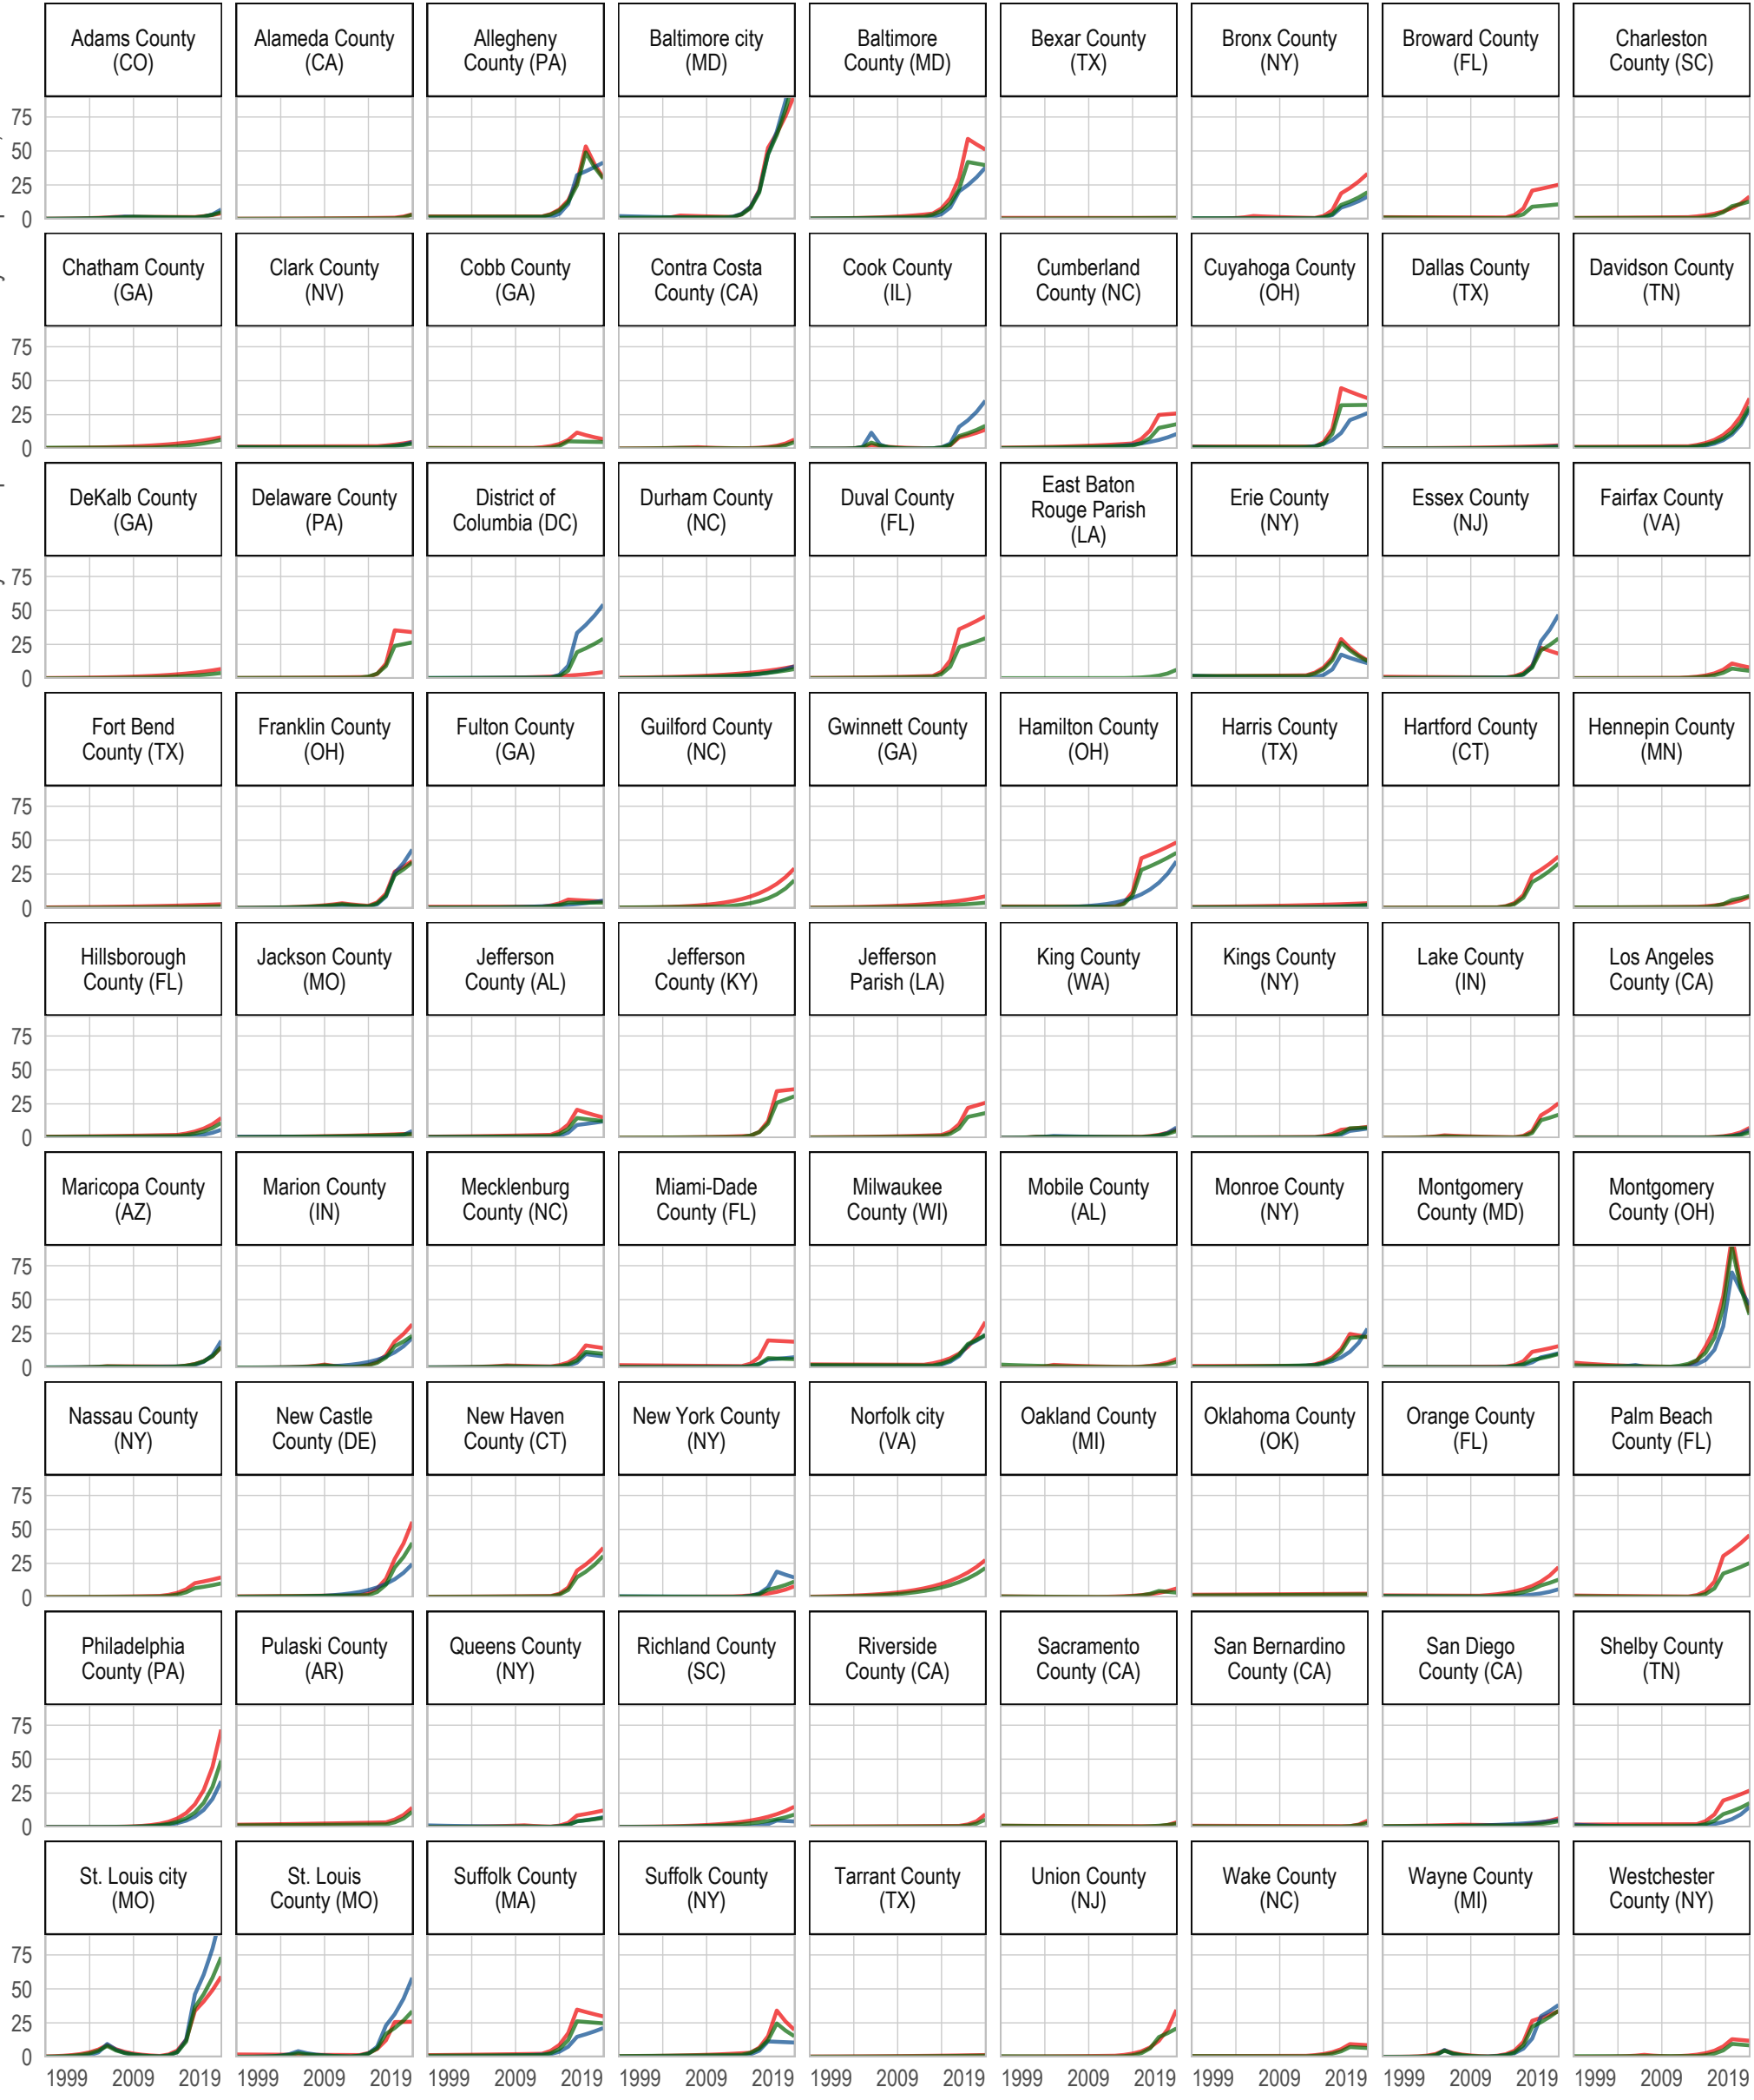 Adams County
(CO)
Alameda County
(CA)
Allegheny
County (PA)
Baltimore city
(MD)
Baltimore
County (MD)
Bexar County
(TX)
Bronx County
(NY)
Broward County
(FL)
Charleston
County (SC)
75
50
25
0
Chatham County
(GA)
Clark County
(NV)
Cobb County
(GA)
Contra Costa
County (CA)
Cook County
(IL)
Cumberland
County (NC)
Cuyahoga County
(OH)
Dallas County
(TX)
Davidson County
(TN)
75
50
25
0
DeKalb County
(GA)
Delaware County
(PA)
District of
Columbia (DC)
Durham County
(NC)
Duval County
(FL)
East Baton
Rouge Parish
(LA)
Erie County
(NY)
Essex County
(NJ)
Fairfax County
(VA)
75
50
25
0
Fort Bend
County (TX)
Franklin County
(OH)
Fulton County
(GA)
Guilford County
(NC)
Gwinnett County
(GA)
Hamilton County
(OH)
Harris County
(TX)
Hartford County
(CT)
Hennepin County
(MN)
75
50
25
0
Hillsborough
County (FL)
Jackson County
(MO)
Jefferson
County (AL)
Jefferson
County (KY)
Jefferson
Parish (LA)
King County
(WA)
Kings County
(NY)
Lake County
(IN)
Los Angeles
County (CA)
75
50
25
0
Maricopa County
(AZ)
Marion County
(IN)
Mecklenburg
County (NC)
Miami-Dade
County (FL)
Milwaukee
County (WI)
Mobile County
(AL)
Monroe County
(NY)
Montgomery
County (MD)
Montgomery
County (OH)
75
50
25
0
Nassau County
(NY)
New Castle
County (DE)
New Haven
County (CT)
New York County
(NY)
Norfolk city
(VA)
Oakland County
(MI)
Oklahoma County
(OK)
Orange County
(FL)
Palm Beach
County (FL)
75
50
25
0
Philadelphia
County (PA)
Pulaski County
(AR)
Queens County
(NY)
Richland County
(SC)
Riverside
County (CA)
Sacramento
County (CA)
San Bernardino
County (CA)
San Diego
County (CA)
Shelby County
(TN)
75
50
25
0
St. Louis city
(MO)
St. Louis
County (MO)
Suffolk County
(MA)
Suffolk County
(NY)
Tarrant County
(TX)
Union County
(NJ)
Wake County
(NC)
Wayne County
(MI)
Westchester
County (NY)
75
50
25
0
1999 2009 2019 1999 2009 2019 1999 2009 2019 1999 2009 2019 1999 2009 2019 1999 2009 2019 1999 2009 2019 1999 2009 2019 1999 2009 2019